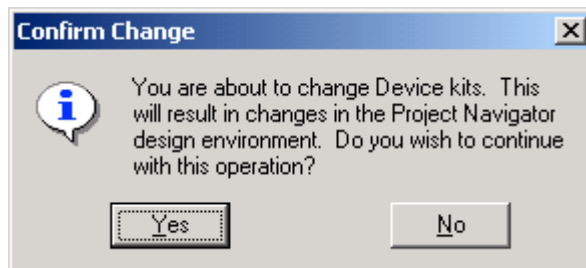 Confirm Change
You are about to change Device kits.  This
will result in changes in the Project Navigator
design environment.  Do you wish to continue
with this operation?
Yes
No